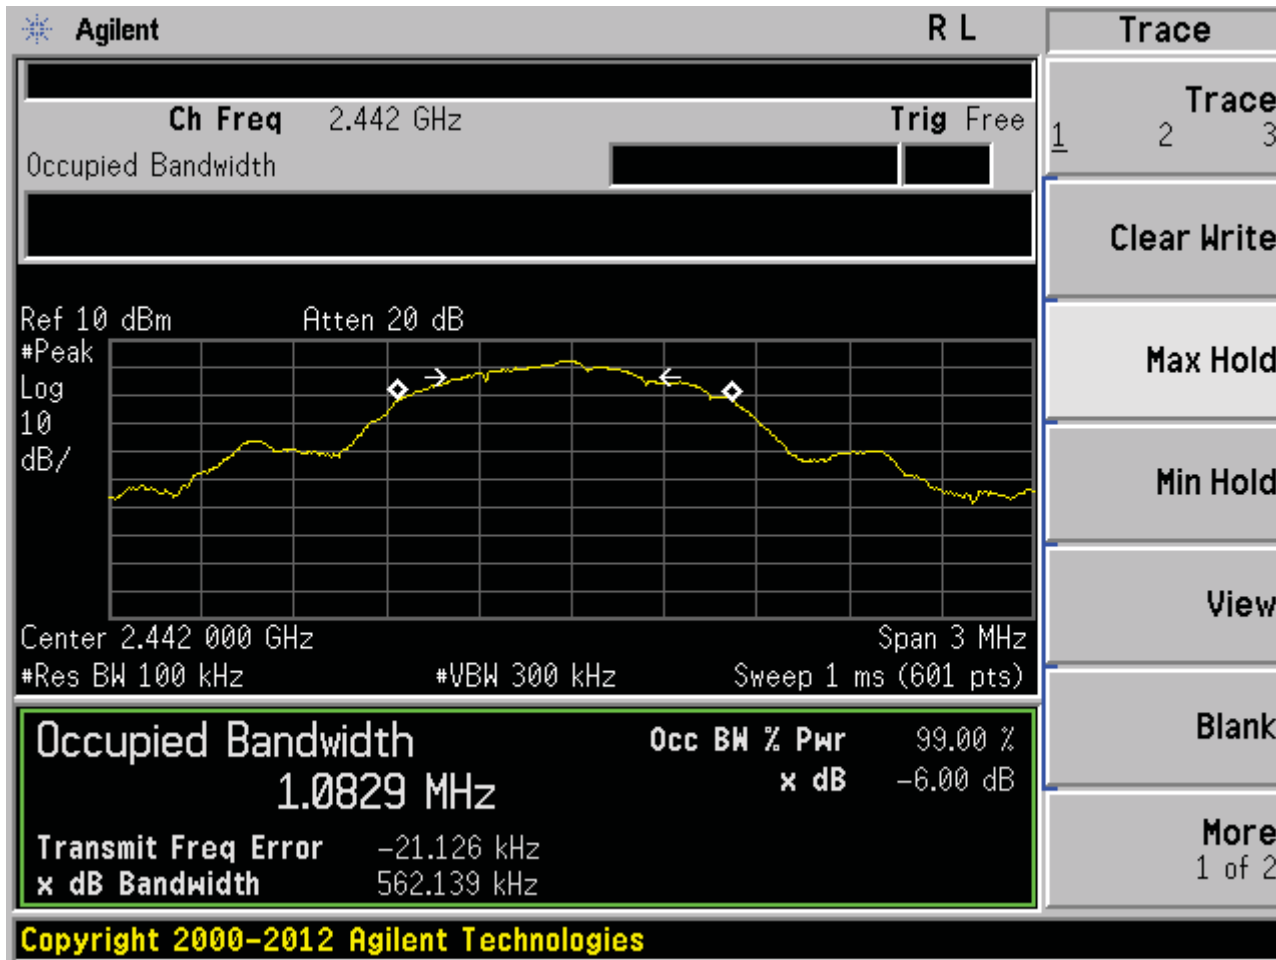 Agilent R L
Ch Freq 2.442 GHz Trig Free
Occupied Bandwidth
Ref 10 dBm Atten 20 dB
#Peak
Log
10
dB/
Center 2.442 000 GHz Span 3 MHz
#Res BW 100 kHz #VBW 300 kHz Sweep 1 ms (601 pts)
Occupied Bandwidth Occ BW % Pwr 99.00 %
1.0829 MHz x dB -6.00 dB
Transmit Freq Error -21.126 kHz
x dB Bandwidth 562.139 kHz
Copyright 2000-2012 Agilent Technologies
Trace
Trace
1 2 3
Clear Write
Max Hold
Min Hold
View
Blank
More
1 of 2